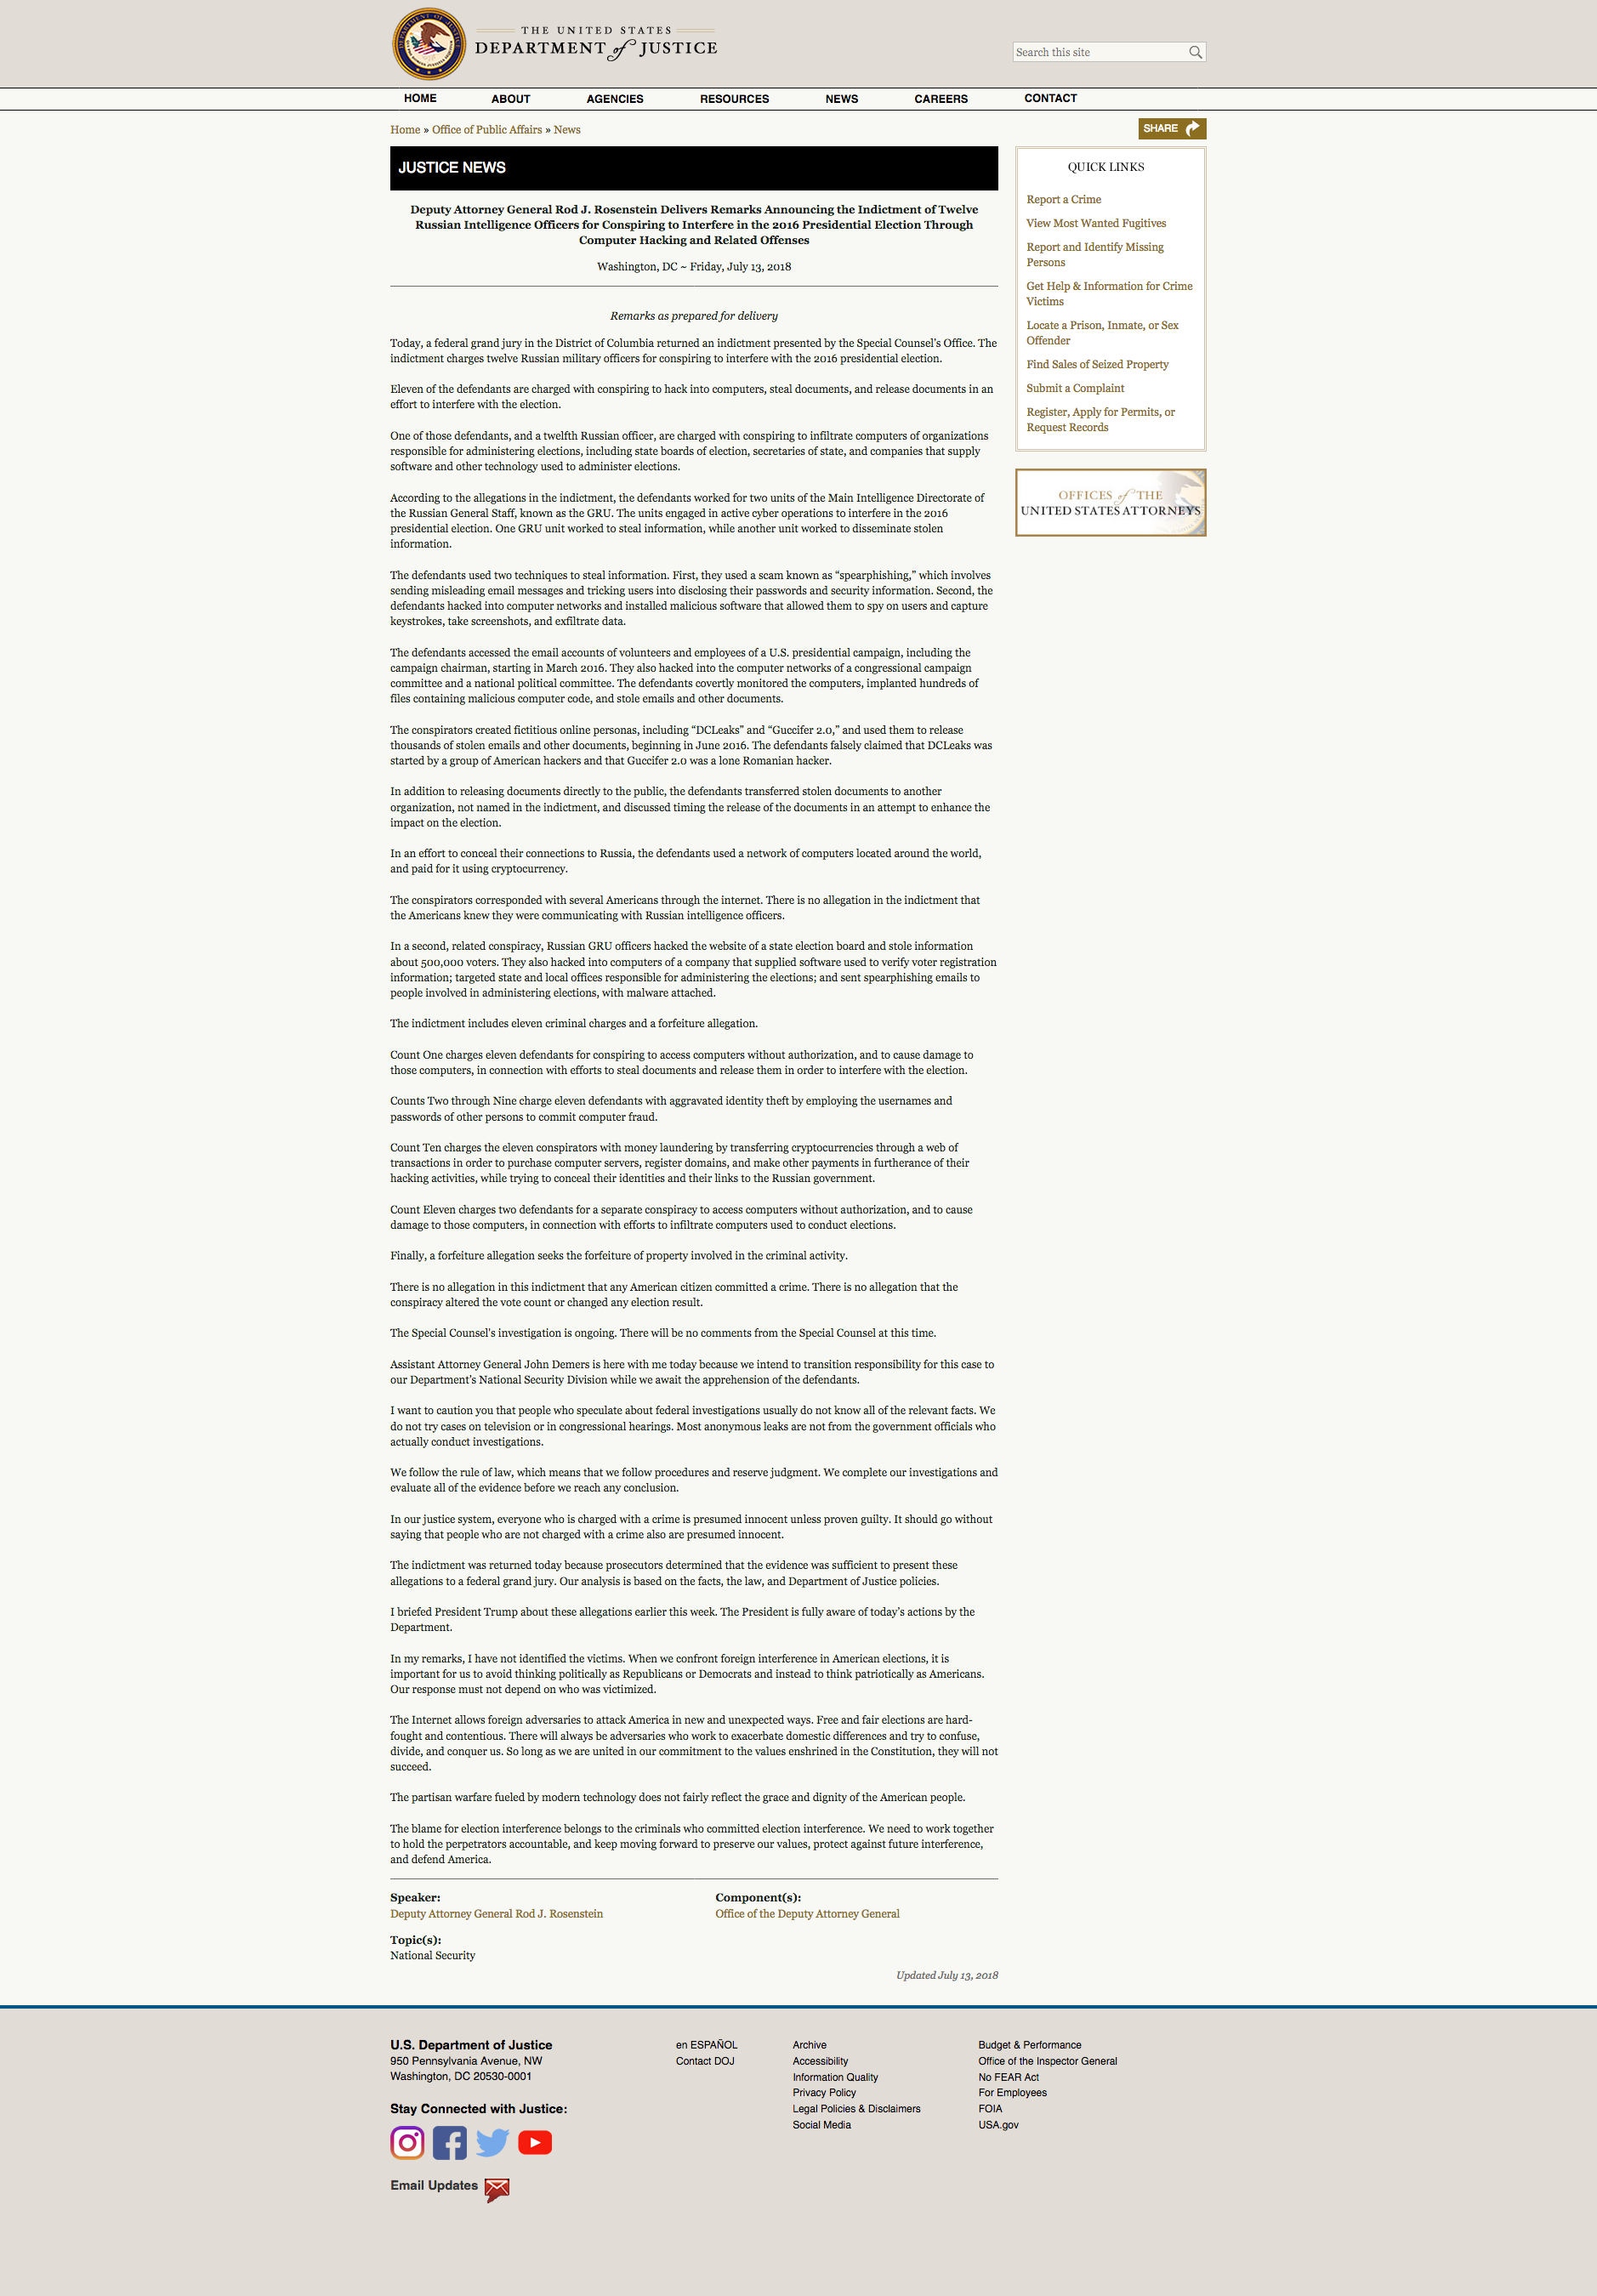 THE UNITED STATES
DEPARTMENT of JUSTICE
Search this site
HOME
ABOUT
AGENCIES
RESOURCES
NEWS
CAREERS
CONTACT
Home » Office of Public Affairs » News
SHARE
JUSTICE NEWS
Deputy Attorney General Rod J. Rosenstein Delivers Remarks Announcing the Indictment of Twelve
Russian Intelligence Officers for Conspiring to Interfere in the 2016 Presidential Election Through
Computer Hacking and Related Offenses
Washington, DC ~ Friday, July 13, 2018
Remarks as prepared for delivery
Today, a federal grand jury in the District of Columbia returned an indictment presented by the Special Counsel's Office. The
indictment charges twelve Russian military officers for conspiring to interfere with the 2016 presidential election.
Eleven of the defendants are charged with conspiring to hack into computers, steal documents, and release documents in an
effort to interfere with the election.
One of those defendants, and a twelfth Russian officer, are charged with conspiring to infiltrate computers of organizations
responsible for administering elections, including state boards of election, secretaries of state, and companies that supply
software and other technology used to administer elections.
According to the allegations in the indictment, the defendants worked for two units of the Main Intelligence Directorate of
the Russian General Staff, known as the GRU. The units engaged in active cyber operations to interfere in the 2016
presidential election. One GRU unit worked to steal information, while another unit worked to disseminate stolen
information.
The defendants used two techniques to steal information. First, they used a scam known as “spearphishing,” which involves
sending misleading email messages and tricking users into disclosing their passwords and security information. Second, the
defendants hacked into computer networks and installed malicious software that allowed them to spy on users and capture
keystrokes, take screenshots, and exfiltrate data.
The defendants accessed the email accounts of volunteers and employees of a U.S. presidential campaign, including the
campaign chairman, starting in March 2016. They also hacked into the computer networks of a congressional campaign
committee and a national political committee. The defendants covertly monitored the computers, implanted hundreds of
files containing malicious computer code, and stole emails and other documents.
The conspirators created fictitious online personas, including “DCLeaks” and “Guccifer 2.0,” and used them to release
thousands of stolen emails and other documents, beginning in June 2016. The defendants falsely claimed that DCLeaks was
started by a group of American hackers and that Guccifer 2.0 was a lone Romanian hacker.
In addition to releasing documents directly to the public, the defendants transferred stolen documents to another
organization, not named in the indictment, and discussed timing the release of the documents in an attempt to enhance the
impact on the election.
In an effort to conceal their connections to Russia, the defendants used a network of computers located around the world,
and paid for it using cryptocurrency.
The conspirators corresponded with several Americans through the internet. There is no allegation in the indictment that
the Americans knew they were communicating with Russian intelligence officers.
In a second, related conspiracy, Russian GRU officers hacked the website of a state election board and stole information
about 500,000 voters. They also hacked into computers of a company that supplied software used to verify voter registration
information; targeted state and local offices responsible for administering the elections; and sent spearphishing emails to
people involved in administering elections, with malware attached.
The indictment includes eleven criminal charges and a forfeiture allegation.
Count One charges eleven defendants for conspiring to access computers without authorization, and to cause damage to
those computers, in connection with efforts to steal documents and release them in order to interfere with the election.
Counts Two through Nine charge eleven defendants with aggravated identity theft by employing the usernames and
passwords of other persons to commit computer fraud.
Count Ten charges the eleven conspirators with money laundering by transferring cryptocurrencies through a web of
transactions in order to purchase computer servers, register domains, and make other payments in furtherance of their
hacking activities, while trying to conceal their identities and their links to the Russian government.
Count Eleven charges two defendants for a separate conspiracy to access computers without authorization, and to cause
damage to those computers, in connection with efforts to infiltrate computers used to conduct elections.
Finally, a forfeiture allegation seeks the forfeiture of property involved in the criminal activity.
There is no allegation in this indictment that any American citizen committed a crime. There is no allegation that the
conspiracy altered the vote count or changed any election result.
The Special Counsel's investigation is ongoing. There will be no comments from the Special Counsel at this time.
Assistant Attorney General John Demers is here with me today because we intend to transition responsibility for this case to
our Department's National Security Division while we await the apprehension of the defendants.
I want to caution you that people who speculate about federal investigations usually do not know all of the relevant facts. We
do not try cases on television or in congressional hearings. Most anonymous leaks are not from the government officials who
actually conduct investigations.
We follow the rule of law, which means that we follow procedures and reserve judgment. We complete our investigations and
evaluate all of the evidence before we reach any conclusion.
In our justice system, everyone who is charged with a crime is presumed innocent unless proven guilty. It should go without
saying that people who are not charged with a crime also are presumed innocent.
The indictment was returned today because prosecutors determined that the evidence was sufficient to present these
allegations to a federal grand jury. Our analysis is based on the facts, the law, and Department of Justice policies.
I briefed President Trump about these allegations earlier this week. The President is fully aware of today's actions by the
Department.
In my remarks, I have not identified the victims. When we confront foreign interference in American elections, it is
important for us to avoid thinking politically as Republicans or Democrats and instead to think patriotically as Americans.
Our response must not depend on who was victimized.
The Internet allows foreign adversaries to attack America in new and unexpected ways. Free and fair elections are hard-
fought and contentious. There will always be adversaries who work to exacerbate domestic differences and try to confuse,
divide, and conquer us. So long as we are united in our commitment to the values enshrined in the Constitution, they will not
succeed.
The partisan warfare fueled by modern technology does not fairly reflect the grace and dignity of the American people.
The blame for election interference belongs to the criminals who committed election interference. We need to work together
to hold the perpetrators accountable, and keep moving forward to preserve our values, protect against future interference,
and defend America.
Speaker:
Deputy Attorney General Rod J. Rosenstein
Component(s):
Office of the Deputy Attorney General
Topic(s):
National Security
Updated July 13, 2018
QUICK LINKS
Report a Crime
View Most Wanted Fugitives
Report and Identify Missing
Persons
Get Help & Information for Crime
Victims
Locate a Prison, Inmate, or Sex
Offender
Find Sales of Seized Property
Submit a Complaint
Register, Apply for Permits, or
Request Records
OFFICES of THE
UNITED STATES ATTORNEYS
U.S. Department of Justice
950 Pennsylvania Avenue, NW
Washington, DC 20530-0001
Stay Connected with Justice:
Email Updates
en ESPAÑOL
Contact DOJ
Archive
Accessibility
Information Quality
Privacy Policy
Legal Policies & Disclaimers
Social Media
Budget & Performance
Office of the Inspector General
No FEAR Act
For Employees
FOIA
USA.gov